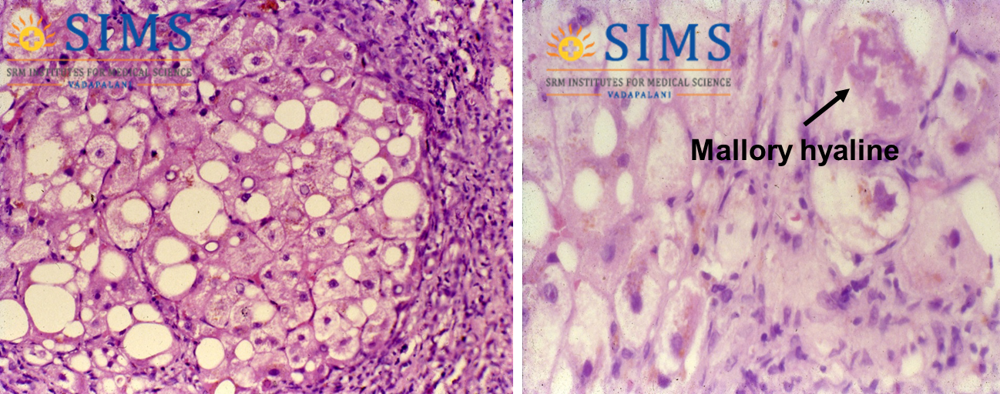 SIMS
SRM INSTITUTES FOR MEDICAL SCIENCE
VADAPALANI
SIMS
SRM INSTITUTES FOR MEDICAL SCIENCE
VADAPALANI
Mallory hyaline